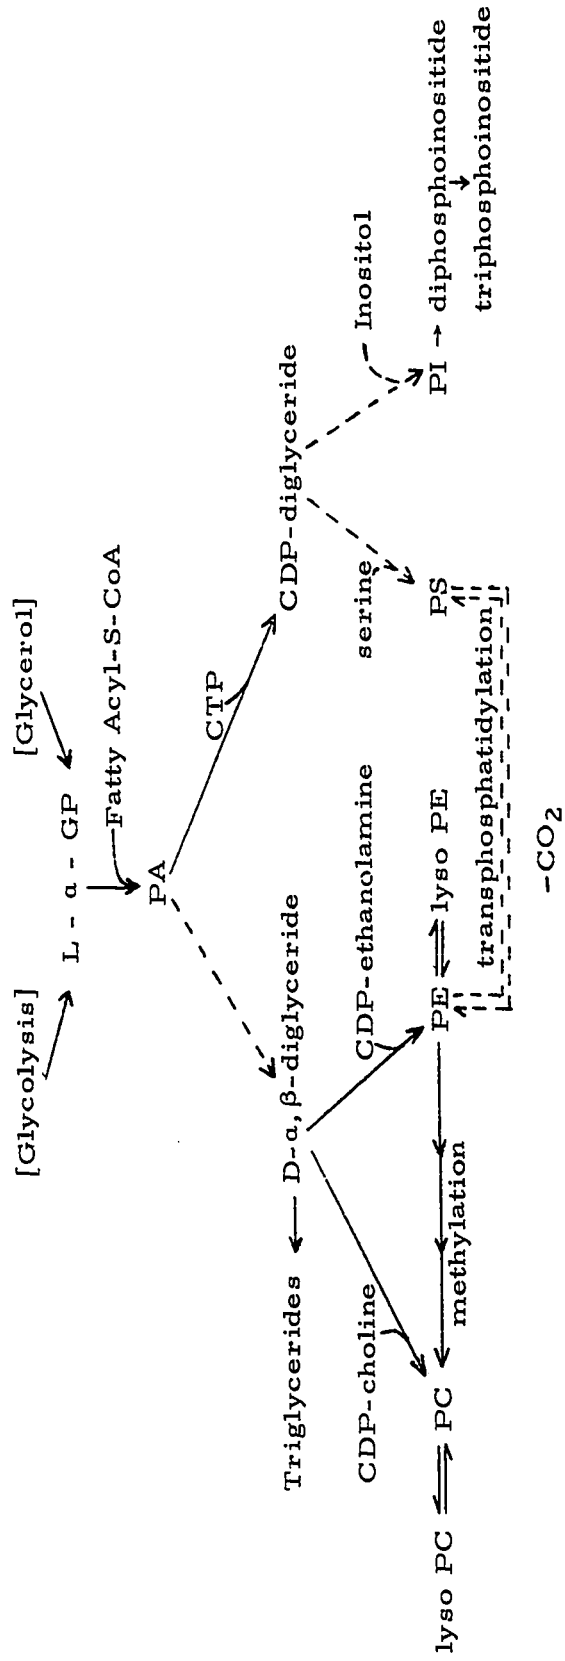 [Glycolysis]
[Glycerol]
L - α - GP
Fatty Acyl-S-CoA
PA
CTP
Triglycerides
D-α,β-diglyceride
CDP-diglyceride
CDP-choline
CDP-ethanolamine
serine
Inositol
lyso PC
PC
PE
lyso PE
PS
PI → diphosphoinositide
methylation
transphosphatidylation
triphosphoinositide
-CO₂